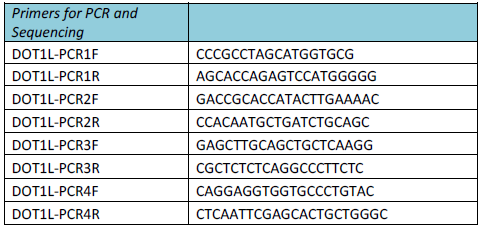 Primers for PCR and
Sequencing
DOT1L-PCR1F CCCGCCTAGCATGGTGCG
DOT1L-PCR1R AGCACCAGAGTCCATGGGGG
DOT1L-PCR2F GACCGCACCATACTTGAAAAC
DOT1L-PCR2R CCACAATGCTGATCTGCAGC
DOT1L-PCR3F GAGCTTGCAGCTGCTCAAGG
DOT1L-PCR3R CGCTCTCTCAGGCCCTTCTC
DOT1L-PCR4F CAGGAGGTGGTGCCCTGTAC
DOT1L-PCR4R CTCAATTCGAGCACTGCTGGGC